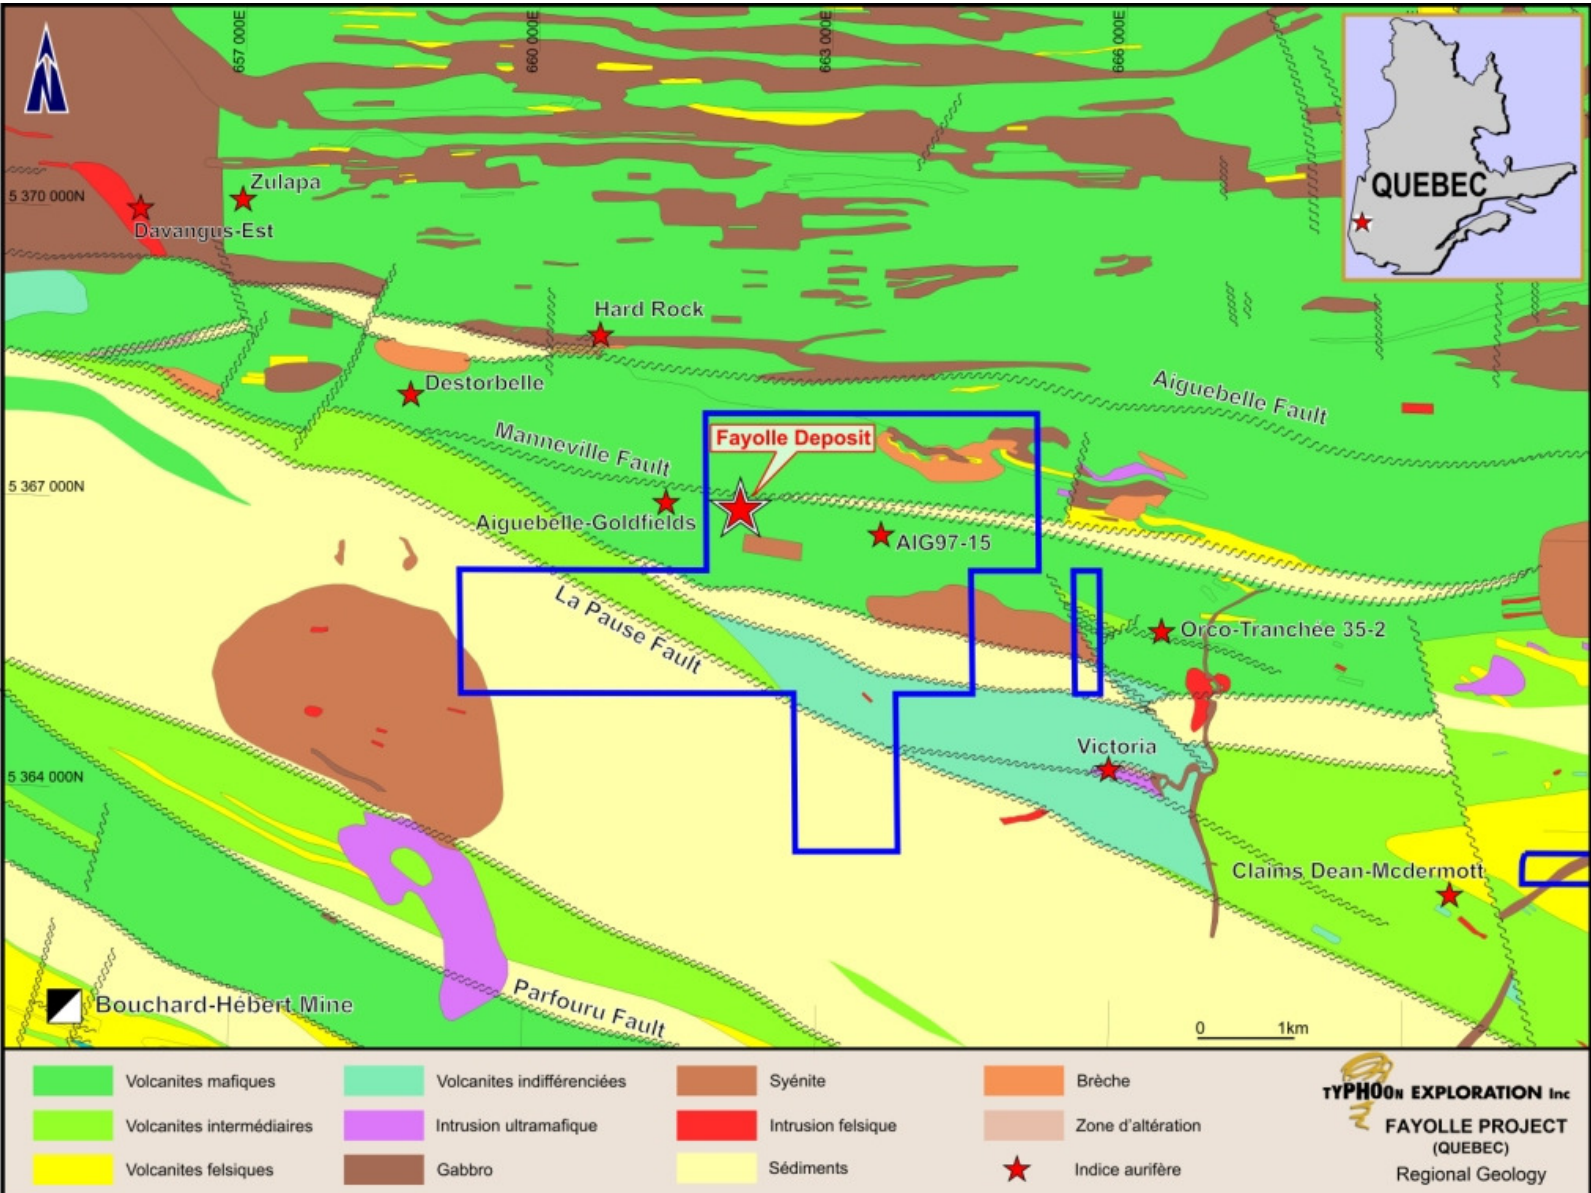 657 000E
660 000E
663 000E
666 000E
N
QUEBEC
5 370 000N
Zulapa
Davangus-Est
Hard Rock
Destorbelle
Aiguebelle Fault
Manneville Fault
Fayolle Deposit
5 367 000N
Aiguebelle-Goldfields
AIG97-15
La Pause Fault
Orco-Tranchée 35-2
Victoria
5 364 000N
Claims Dean-Mcdermott
Bouchard-Hébert Mine
Parfouru Fault
0 1km
Volcanites mafiques
Volcanites indifférenciées
Syénite
Brèche
Volcanites intermédiaires
Intrusion ultramafique
Intrusion felsique
Zone d'altération
Volcanites felsiques
Gabbro
Sédiments
Indice aurifère
TYPHOON EXPLORATION Inc
FAYOLLE PROJECT
(QUEBEC)
Regional Geology